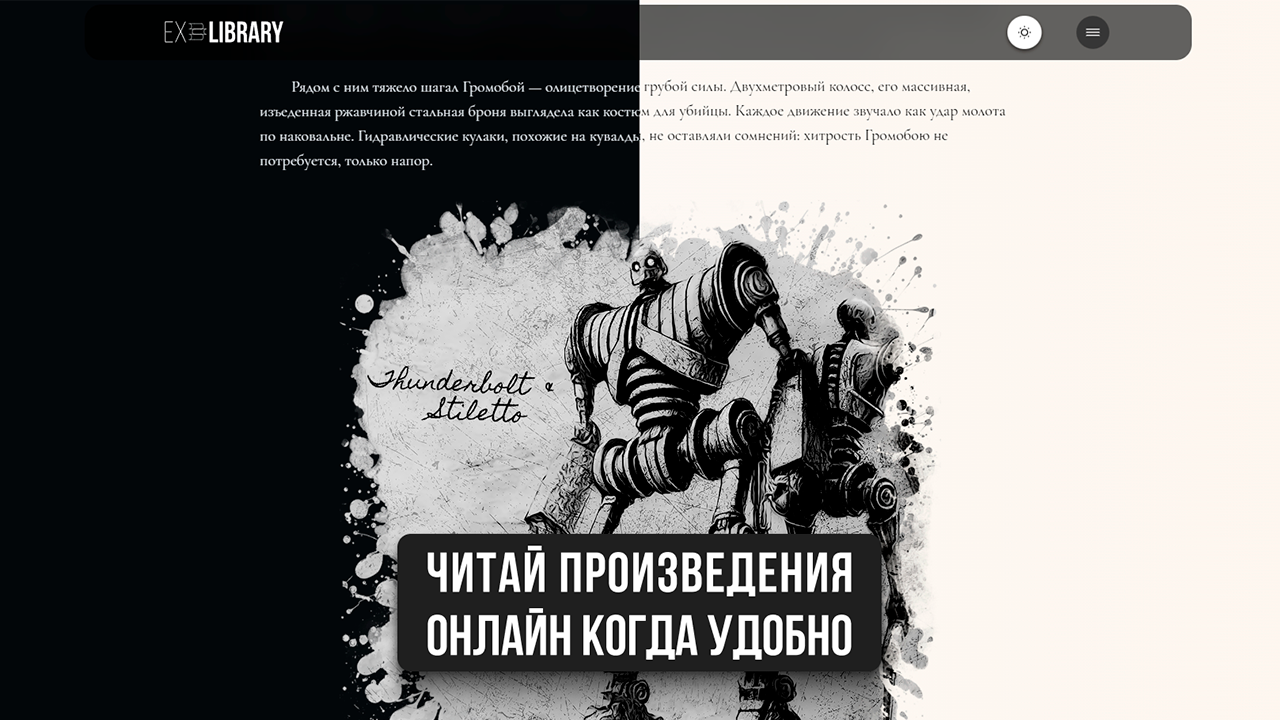 EX LIBRARY
Рядом с ним тяжело шагал Громобой — олицетворение грубой силы. Двухметровый колосс, его массивная,
изъеденная ржавчиной стальная броня выглядела как костюм для убийцы. Каждое движение звучало как удар молота
по наковальне. Гидравлические кулаки, похожие на кувалды, не оставляли сомнений: хитрость Громобою не
потребуется, только напор.
Thunderbolt &
Stiletto
ЧИТАЙ ПРОИЗВЕДЕНИЯ
ОНЛАЙН КОГДА УДОБНО